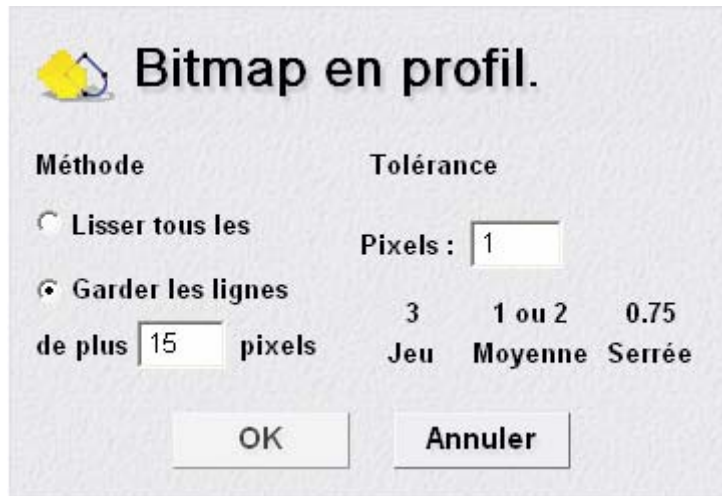 Bitmap en profil.
Méthode
Lisser tous les
Garder les lignes
de plus 15 pixels
Tolérance
Pixels : 1
3 1 ou 2 0.75
Jeu Moyenne Serrée
OK Annuler